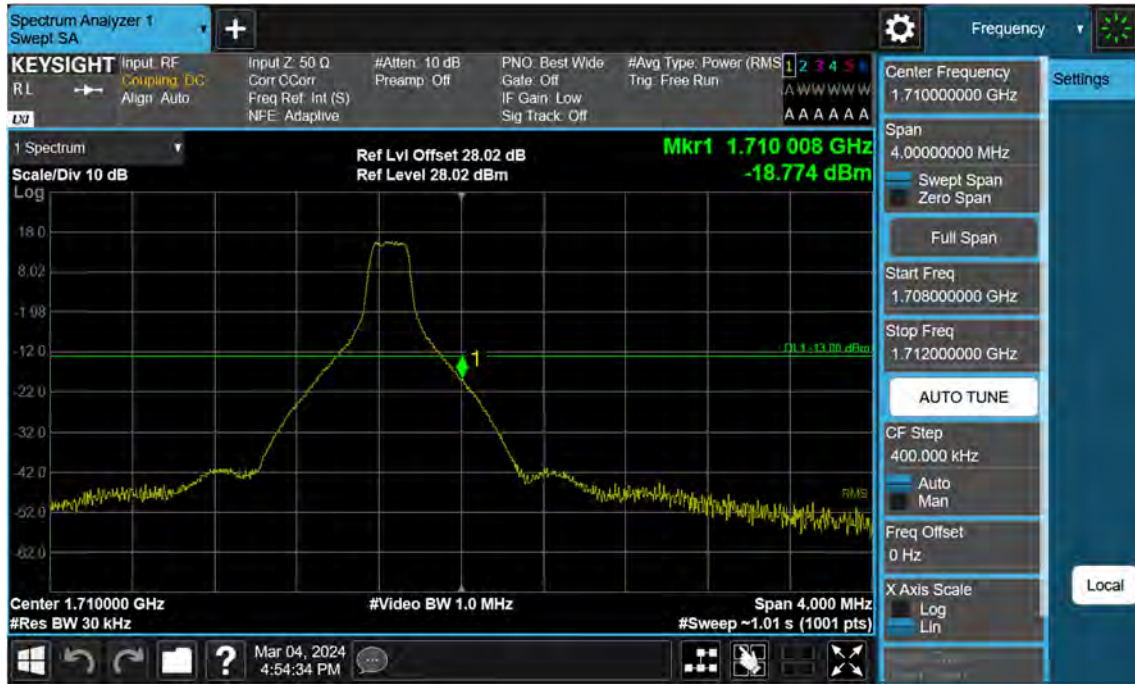 Spectrum Analyzer 1
Swept SA
+
Frequency
KEYSIGHT
RL
LXI
Input: RF
Coupling: DC
Align: Auto
Input Z: 50 Ω
Corr CCorr
Freq Ref: Int (S)
NFE: Adaptive
#Atten: 10 dB
Preamp: Off
PNO: Best Wide
Gate: Off
IF Gain: Low
Sig Track: Off
#Avg Type: Power (RMS
Trig: Free Run
1 2 3 4 5 6
A W W W W W
A A A A A A
Center Frequency
1.710000000 GHz
Settings
Span
4.00000000 MHz
Swept Span
Zero Span
Full Span
Start Freq
1.708000000 GHz
Stop Freq
1.712000000 GHz
AUTO TUNE
CF Step
400.000 kHz
Auto
Man
Freq Offset
0 Hz
X Axis Scale
Log
Lin
Local
1 Spectrum
Scale/Div 10 dB
Ref Lvl Offset 28.02 dB
Ref Level 28.02 dBm
Mkr1 1.710 008 GHz
-18.774 dBm
Log
18.0
8.02
-1.98
-12.0
DL1 -13.00 dBm
1
-22.0
-32.0
-42.0
RMS
-52.0
-62.0
Center 1.710000 GHz
#Res BW 30 kHz
#Video BW 1.0 MHz
Span 4.000 MHz
#Sweep ~1.01 s (1001 pts)
?
Mar 04, 2024
4:54:34 PM